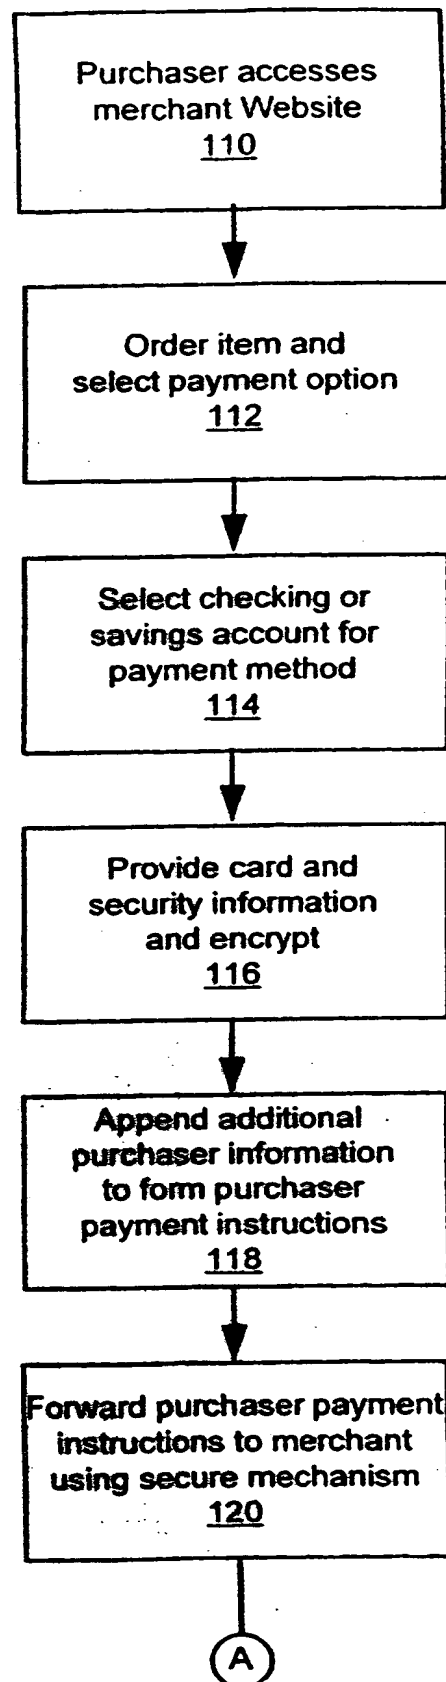 Purchaser accesses
merchant Website
110
Order item and
select payment option
112
Select checking or
savings account for
payment method
114
Provide card and
security information
and encrypt
116
Append additional
purchaser information
to form purchaser
payment instructions
118
Forward purchaser payment
instructions to merchant
using secure mechanism
120
A